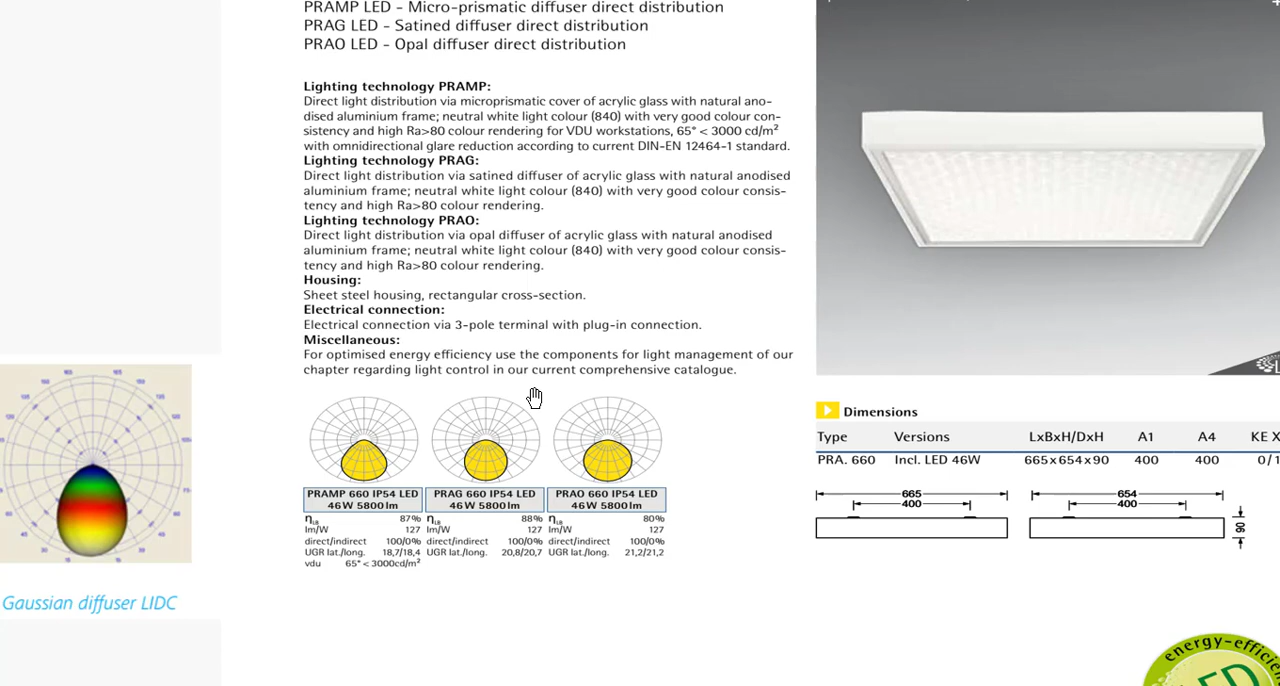 PRAMP LED - Micro-prismatic diffuser direct distribution
PRAG LED - Satined diffuser direct distribution
PRAO LED - Opal diffuser direct distribution
Lighting technology PRAMP:
Direct light distribution via microprismatic cover of acrylic glass with natural ano-
dised aluminium frame; neutral white light colour (840) with very good colour con-
sistency and high Ra>80 colour rendering for VDU workstations, 65° < 3000 cd/m²
with omnidirectional glare reduction according to current DIN-EN 12464-1 standard.
Lighting technology PRAG:
Direct light distribution via satined diffuser of acrylic glass with natural anodised
aluminium frame; neutral white light colour (840) with very good colour consis-
tency and high Ra>80 colour rendering.
Lighting technology PRAO:
Direct light distribution via opal diffuser of acrylic glass with natural anodised
aluminium frame; neutral white light colour (840) with very good colour consis-
tency and high Ra>80 colour rendering.
Housing:
Sheet steel housing, rectangular cross-section.
Electrical connection:
Electrical connection via 3-pole terminal with plug-in connection.
Miscellaneous:
For optimised energy efficiency use the components for light management of our
chapter regarding light control in our current comprehensive catalogue.
PRAMP 660 IP54 LED
46W 5800lm
ηLB 87%
lm/W 127
direct/indirect 100/0%
UGR lat./long. 18,7/18,4
vdu 65° < 3000cd/m²
PRAG 660 IP54 LED
46W 5800lm
ηLB 88%
lm/W 127
direct/indirect 100/0%
UGR lat./long. 20,8/20,7
PRAO 660 IP54 LED
46W 5800lm
ηLB 80%
lm/W 127
direct/indirect 100/0%
UGR lat./long. 21,2/21,2
Gaussian diffuser LIDC
Dimensions
Type Versions LxBxH/DxH A1 A4 KE X
PRA. 660 Incl. LED 46W 665x654x90 400 400 0/1
665
400
654
400
90
energy-efficie
LED